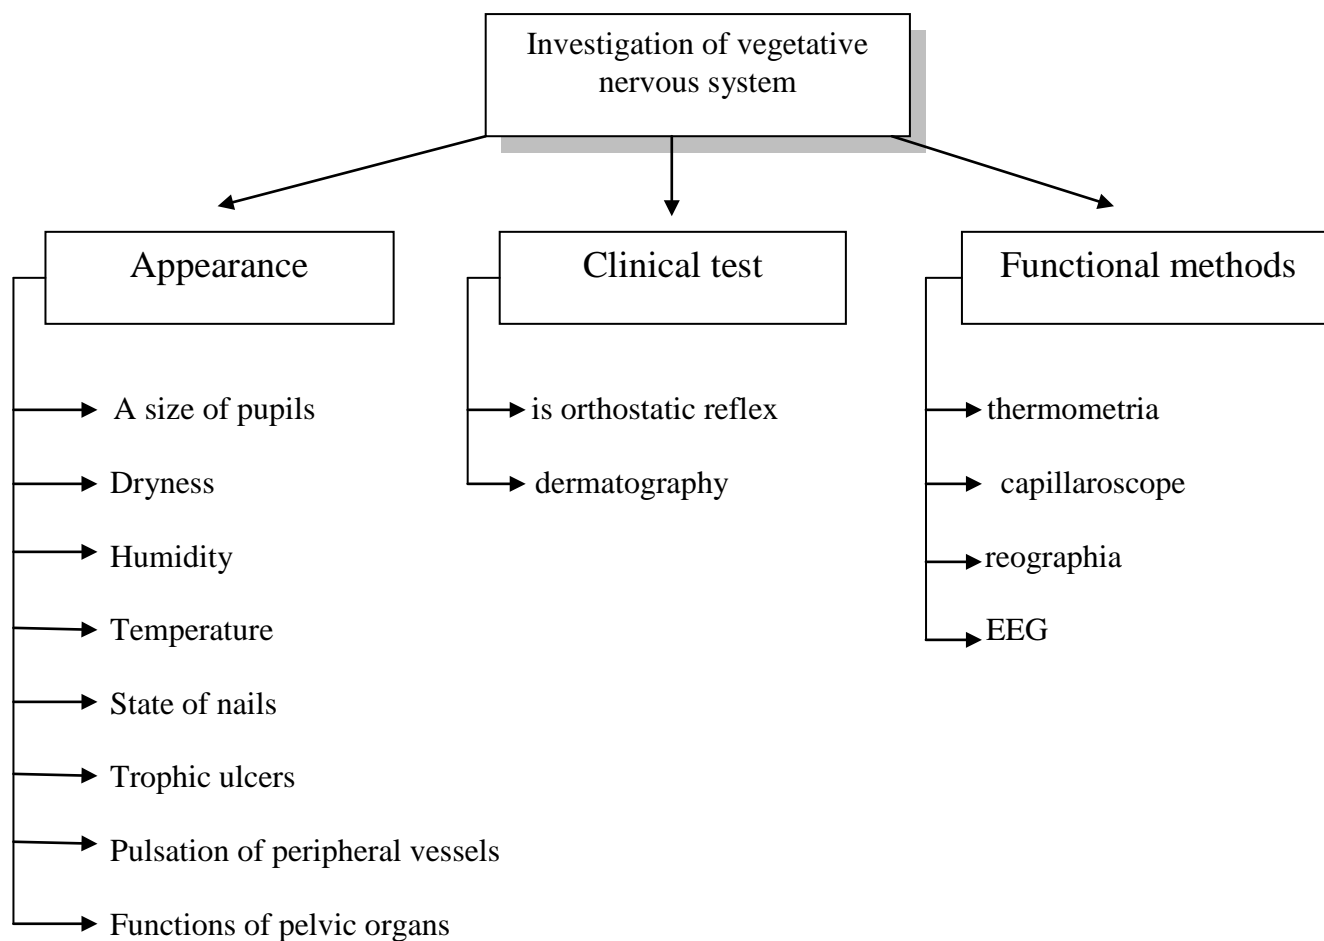 Investigation of vegetative
nervous system
Appearance
A size of pupils
Dryness
Humidity
Temperature
State of nails
Trophic ulcers
Pulsation of peripheral vessels
Functions of pelvic organs
Clinical test
is orthostatic reflex
dermatography
Functional methods
thermometria
capillaroscope
reographia
EEG